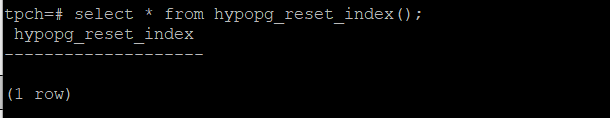 tpch=# select * from hypopg_reset_index();
 hypopg_reset_index
--------------------

(1 row)